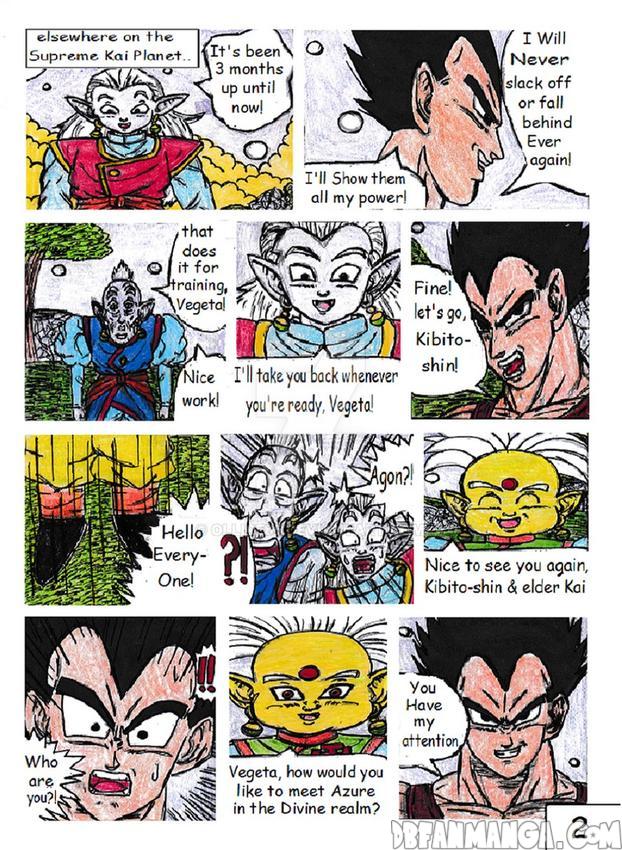 elsewhere on the
Supreme Kai Planet..
It's been
3 months
up until
now!
I Will
Never
slack off
or fall
behind
Ever
again!
I'll Show them
all my power!
that
does
it for
training,
Vegeta!
Nice
work!
I'll take you back whenever
you're ready, Vegeta!
Fine!
let's go,
Kibito-
shin!
Hello
Every-
One!
?!
Agon?!
Nice to see you again,
Kibito-shin & elder Kai
!!
Who
are
you?!
Vegeta, how would you
like to meet Azure
in the Divine realm?
You
Have
my
attention
2
DBFANMANGA.COM